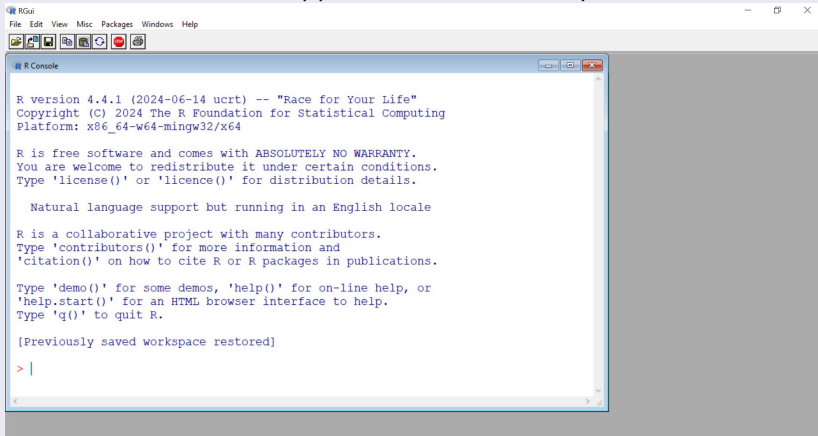 RGui
File Edit View Misc Packages Windows Help
STOP
R Console
R version 4.4.1 (2024-06-14 ucrt) -- "Race for Your Life"
Copyright (C) 2024 The R Foundation for Statistical Computing
Platform: x86_64-w64-mingw32/x64
R is free software and comes with ABSOLUTELY NO WARRANTY.
You are welcome to redistribute it under certain conditions.
Type 'license()' or 'licence()' for distribution details.
Natural language support but running in an English locale
R is a collaborative project with many contributors.
Type 'contributors()' for more information and
'citation()' on how to cite R or R packages in publications.
Type 'demo()' for some demos, 'help()' for on-line help, or
'help.start()' for an HTML browser interface to help.
Type 'q()' to quit R.
[Previously saved workspace restored]
>